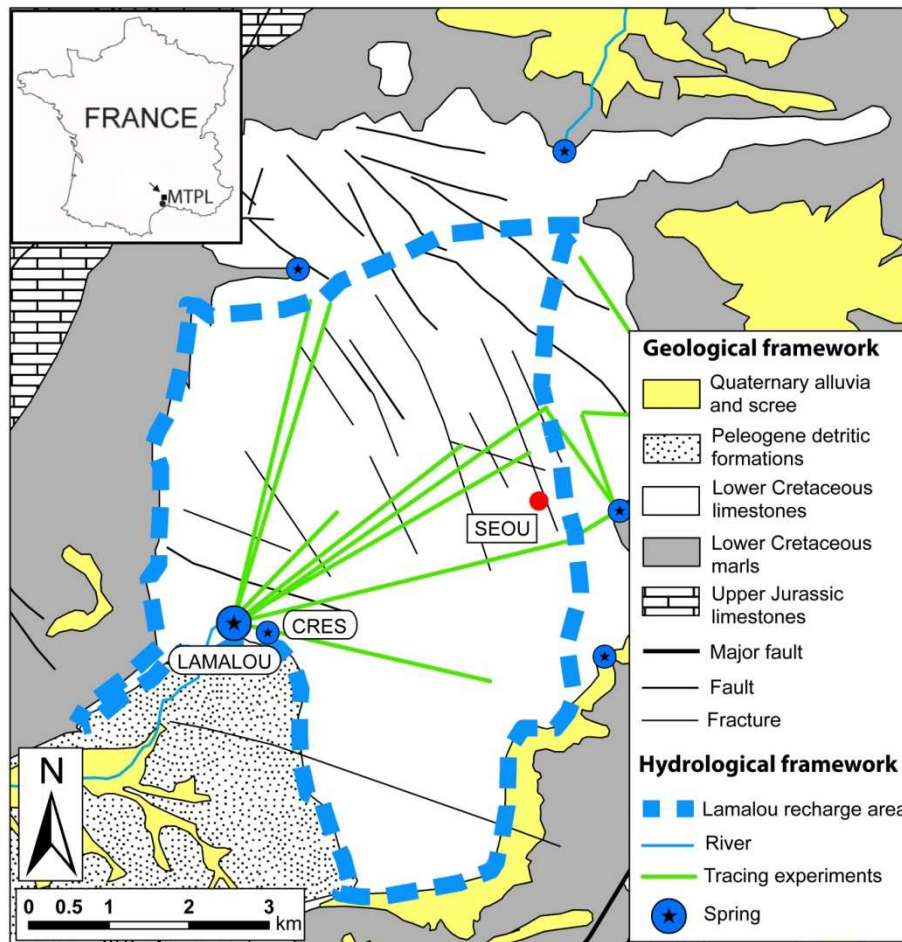 FRANCE
MTPL
SEOU
CRES
LAMALOU
N
0 0.5 1 2 3
km
Geological framework
Quaternary alluvia
and scree
Peleogene detritic
formations
Lower Cretaceous
limestones
Lower Cretaceous
marls
Upper Jurassic
limestones
Major fault
Fault
Fracture
Hydrological framework
Lamalou recharge area
River
Tracing experiments
Spring